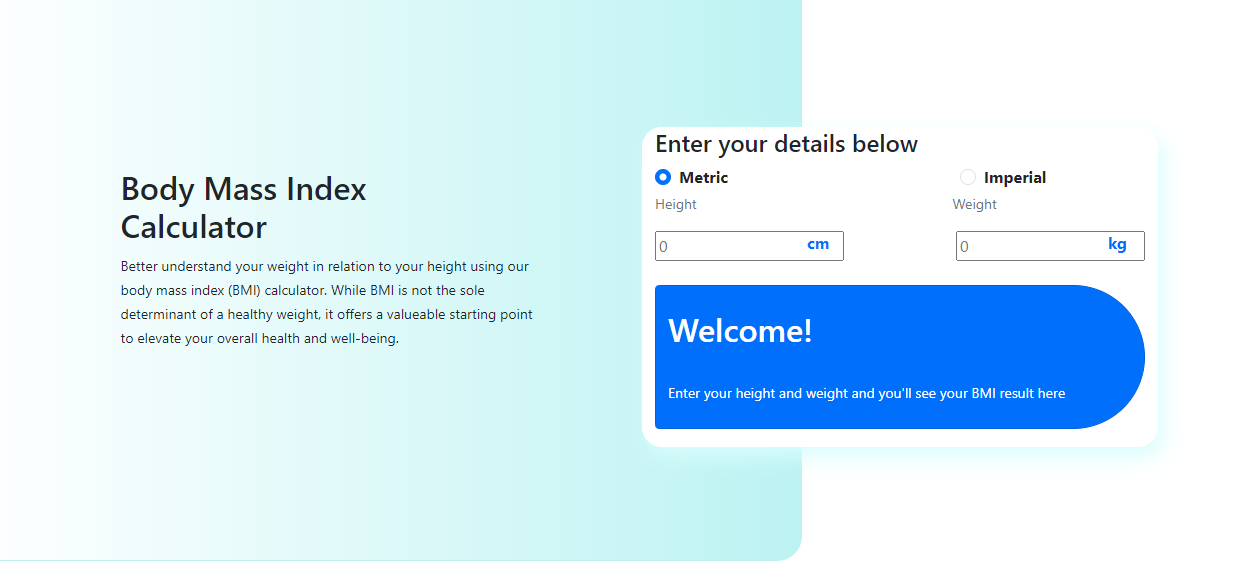 Body Mass Index
Calculator
Better understand your weight in relation to your height using our
body mass index (BMI) calculator. While BMI is not the sole
determinant of a healthy weight, it offers a valueable starting point
to elevate your overall health and well-being.
Enter your details below
Metric Imperial
Height Weight
0 cm 0 kg
Welcome!
Enter your height and weight and you'll see your BMI result here